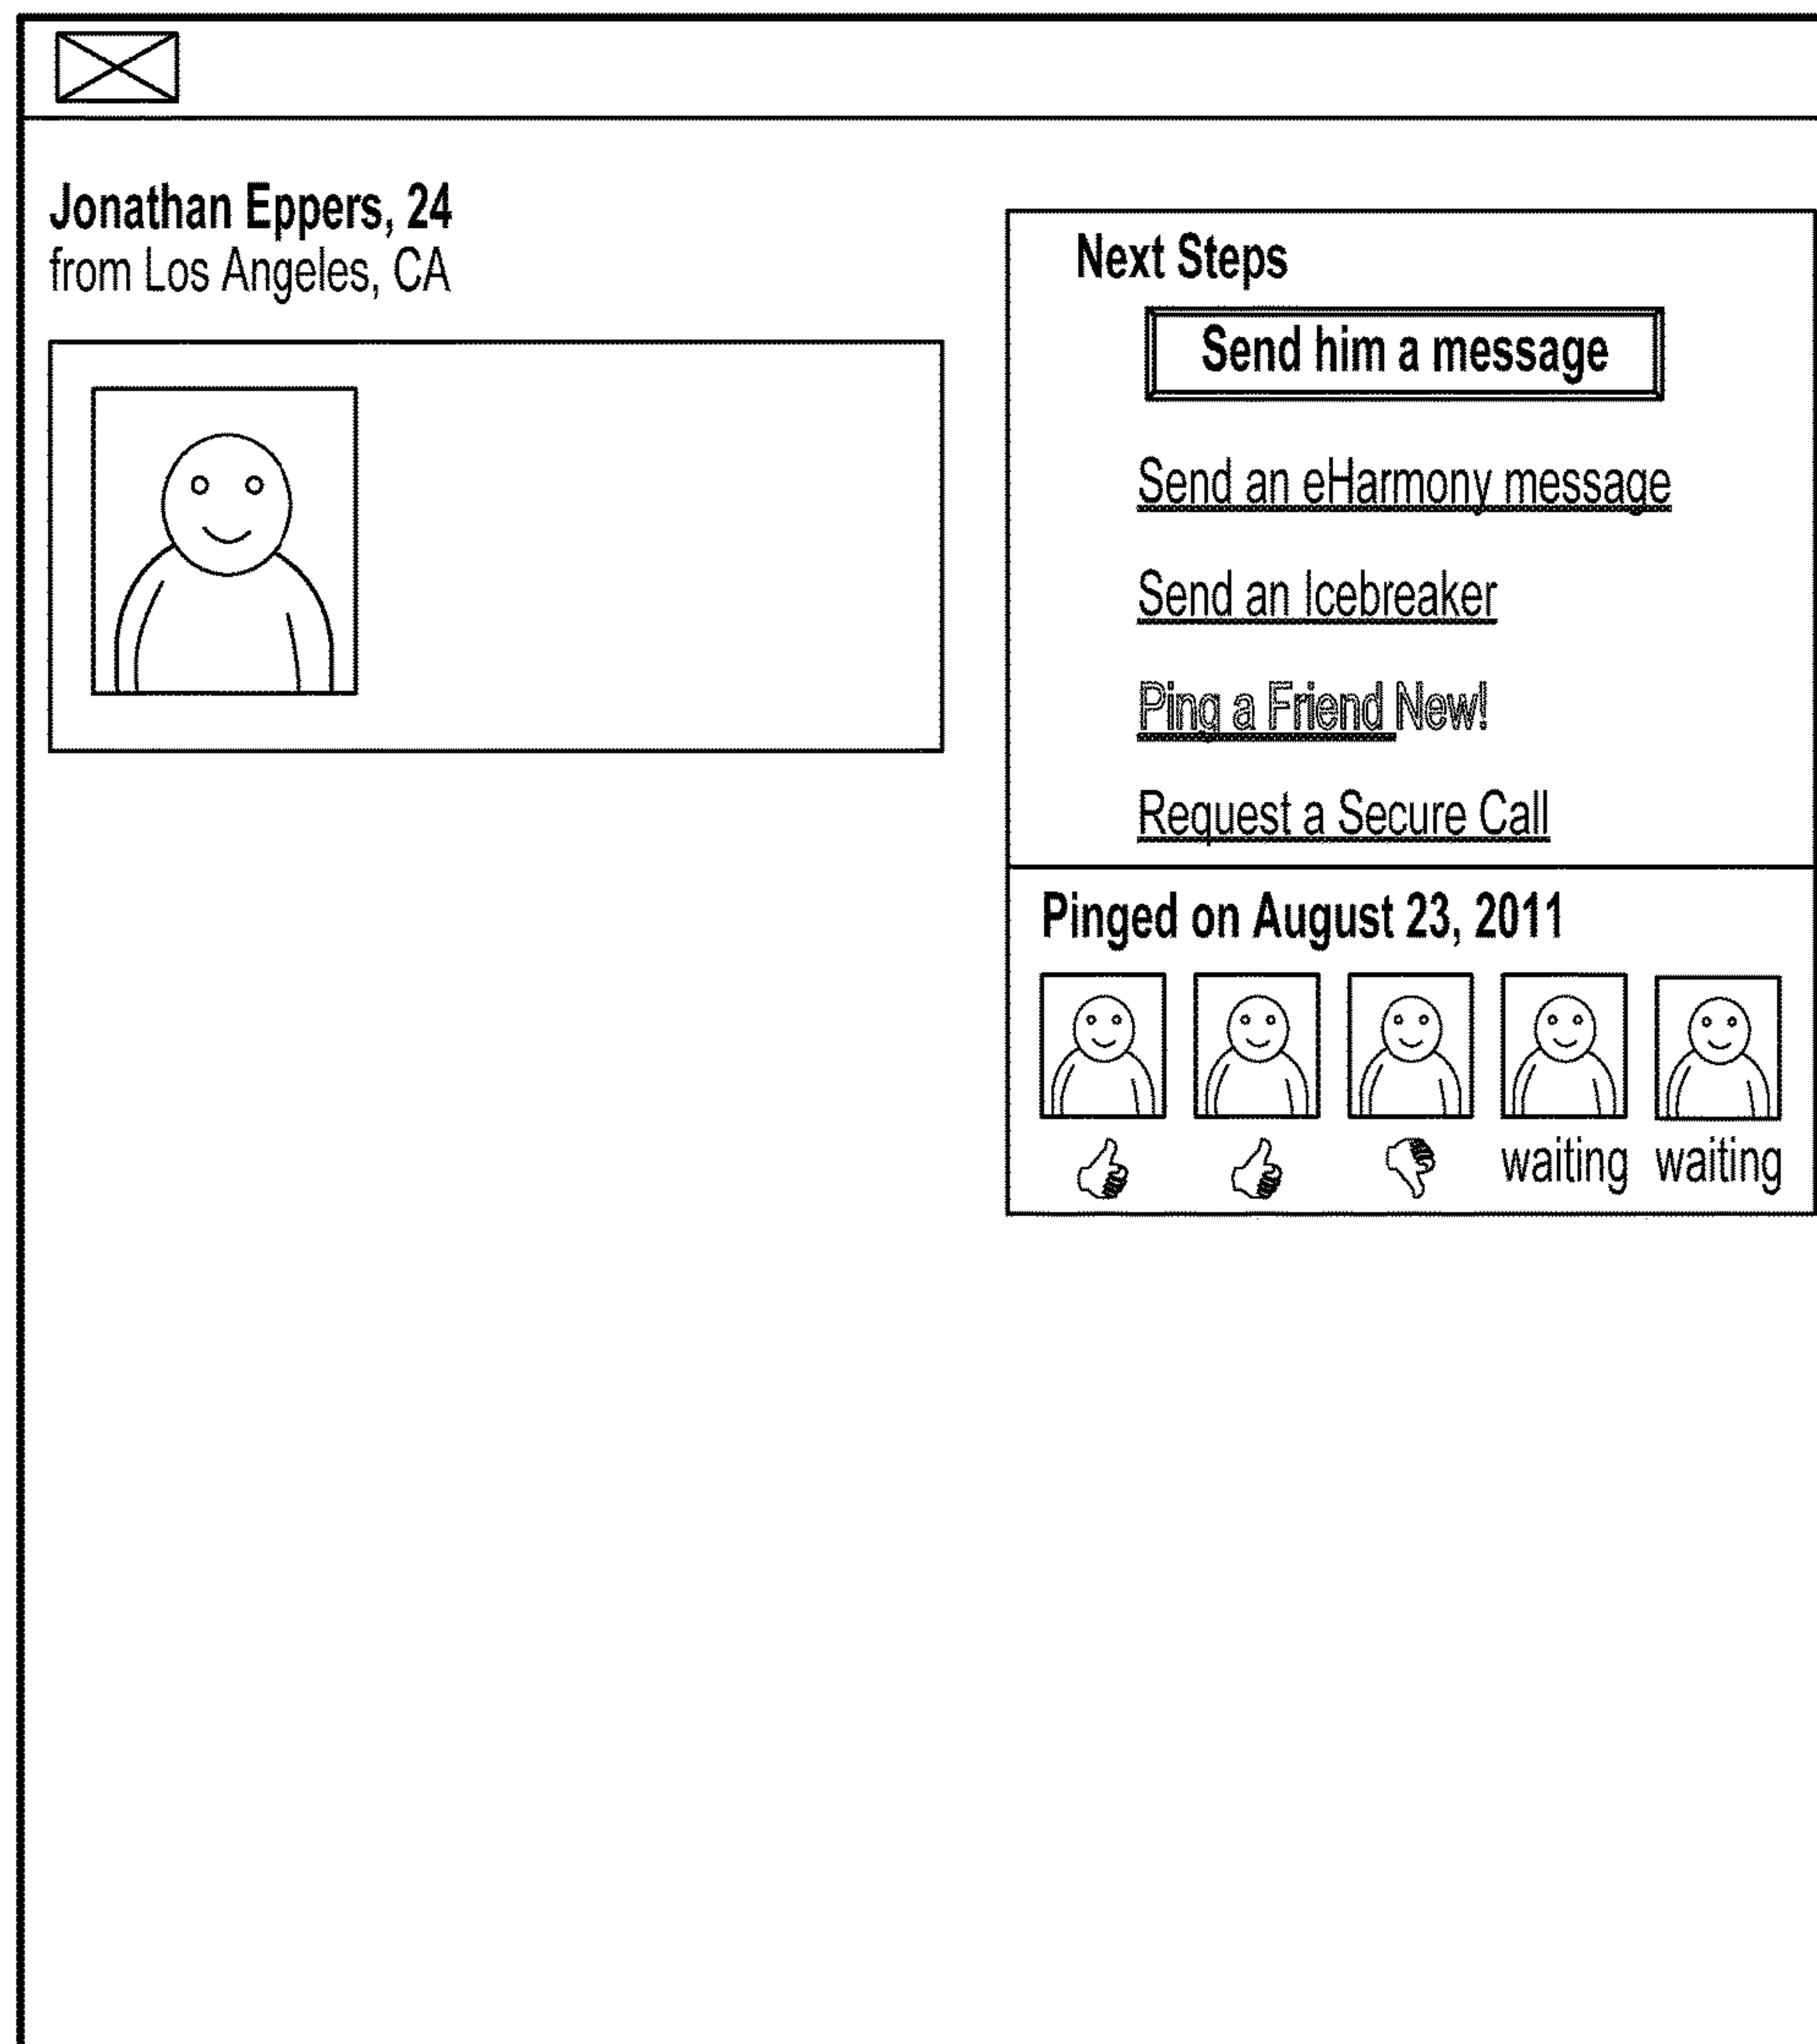 Jonathan Eppers, 24
from Los Angeles, CA
Next Steps
Send him a message
Send an eHarmony message
Send an Icebreaker
Ping a Friend New!
Request a Secure Call
Pinged on August 23, 2011
waiting waiting